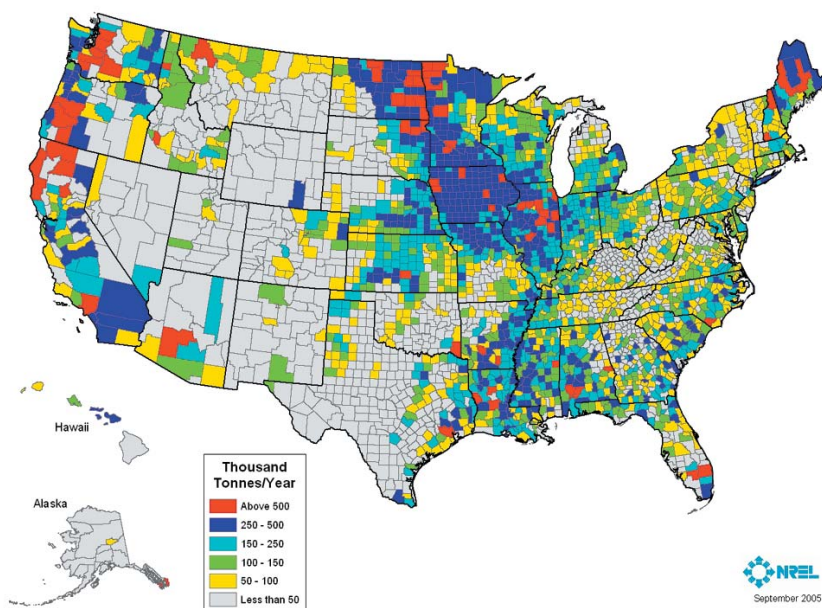 Hawaii
Alaska
Thousand
Tonnes/Year
Above 500
250 - 500
150 - 250
100 - 150
50 - 100
Less than 50
NREL
September 2005